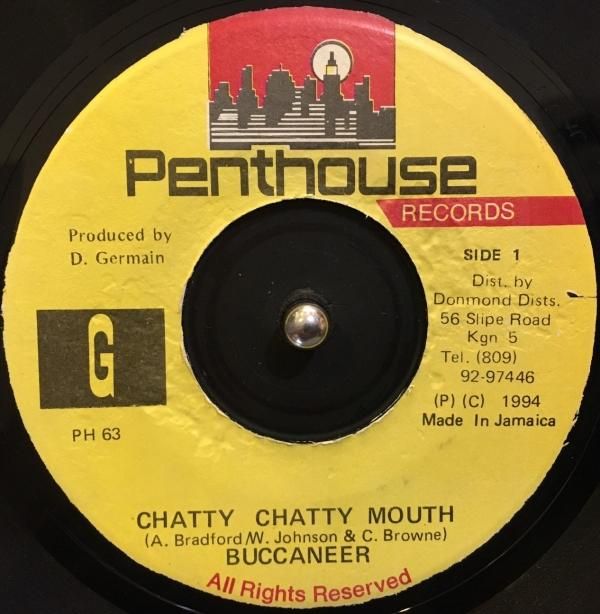 Penthouse
RECORDS
Produced by
D. Germain
SIDE 1
Dist. by
Donmond Dists.
56 Slipe Road
Kgn 5
Tel. (809)
92-97446
(P) (C) 1994
Made In Jamaica
G
PH 63
CHATTY CHATTY MOUTH
(A. Bradford/W. Johnson & C. Browne)
BUCCANEER
All Rights Reserved